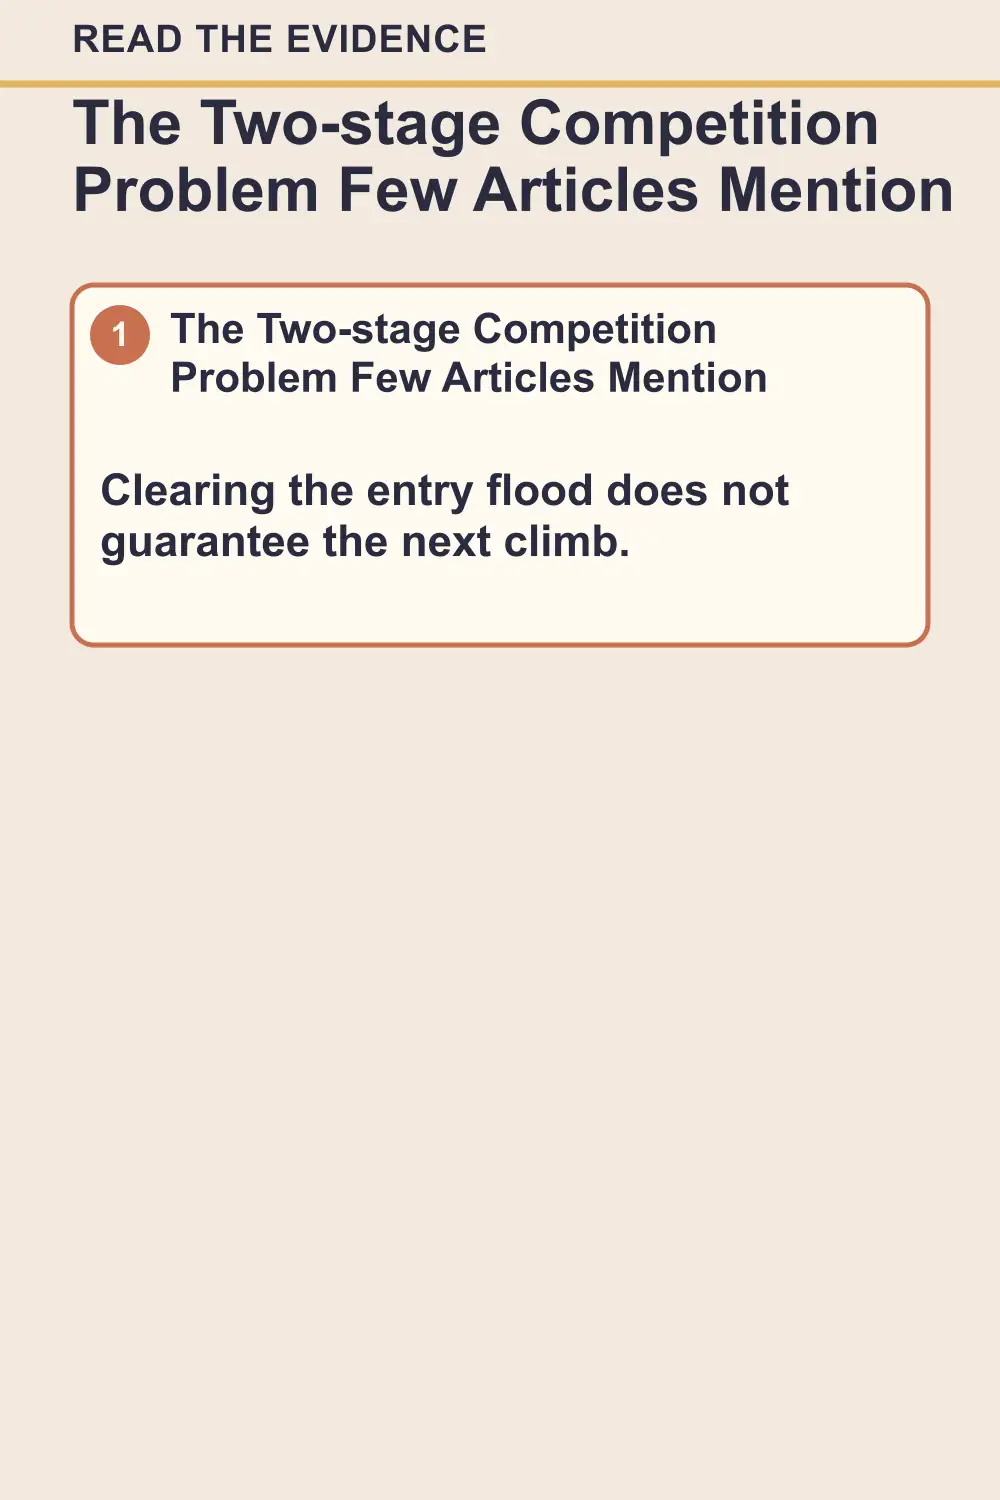 READ THE EVIDENCE
The Two-stage Competition
Problem Few Articles Mention
1
The Two-stage Competition
Problem Few Articles Mention
Clearing the entry flood does not
guarantee the next climb.